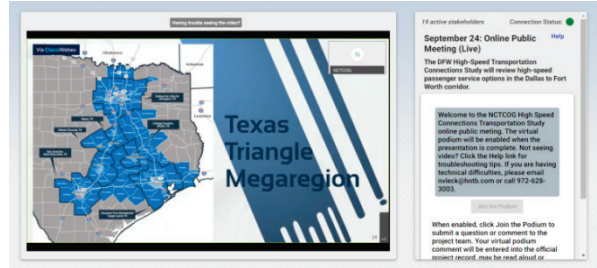 Having trouble seeing the video?
Via CiscoWebex
Oklahoma
Arkansas
Louisiana
N
NCTCOG
Texas
Triangle
Megaregion
19 active stakeholders
Connection Status:
September 24: Online Public
Meeting (Live)
Help
The DFW High-Speed Transportation
Connections Study will review high-speed
passenger service options in the Dallas to Fort
Worth corridor.
Welcome to the NCTCOG High Speed
Connections Transportation Study
online public meting. The virtual
podium will be enabled when the
presentation is complete. Not seeing
video? Click the Help link for
troubleshooting tips. If you are having
technical difficulties, please email
nvleck@hntb.com or call 972-628-
3003.
Join the Podium
When enabled, click Join the Podium to
submit a question or comment to the
project team. Your virtual podium
comment will be entered into the official
project record, may be read aloud or